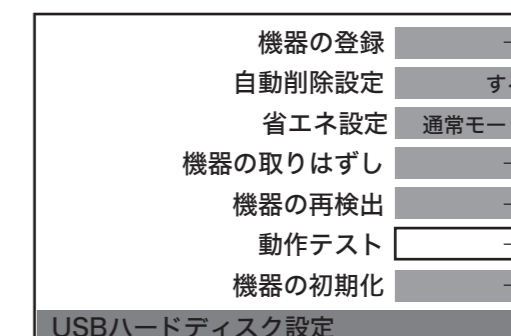 機器の登録
自動削除設定
省エネ設定 通常モー
機器の取りはずし
機器の再検出
動作テスト
機器の初期化
USBハードディスク設定